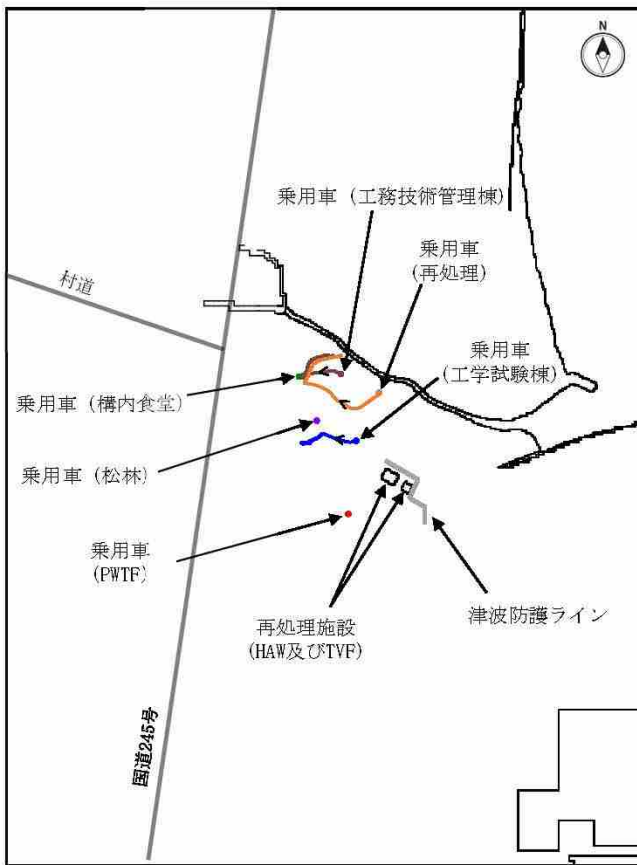 N
乗用車（工務技術管理棟）
乗用車
(再処理)
村道
乗用車
(工学試験棟)
乗用車（構内食堂）
乗用車（松林）
乗用車
(PWTF)
津波防護ライン
再処理施設
(HAW及びTVF)
国道245号